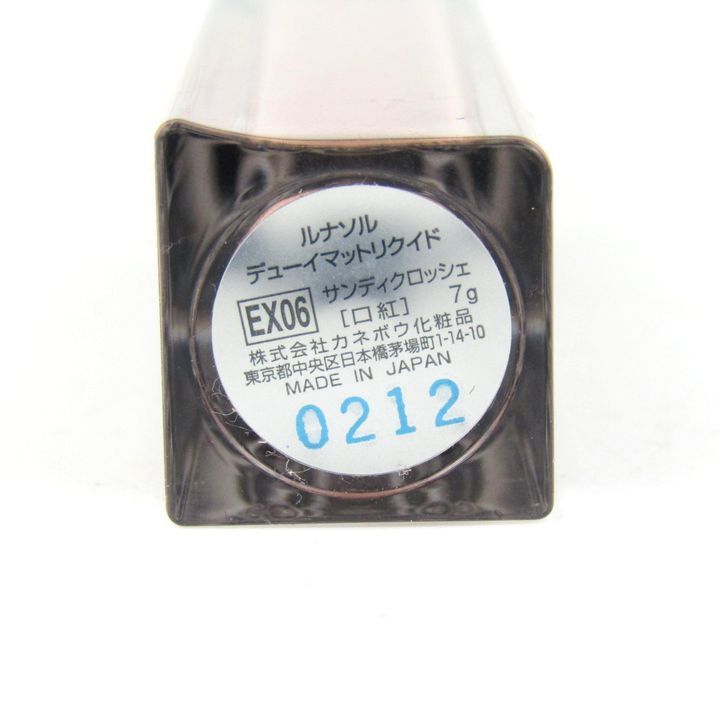 ルナソル
デューイマットリクイド
EX06 サンディクロッシェ
[口紅] 7g
株式会社カネボウ化粧品
東京都中央区日本橋茅場町1-14-10
MADE IN JAPAN
0212